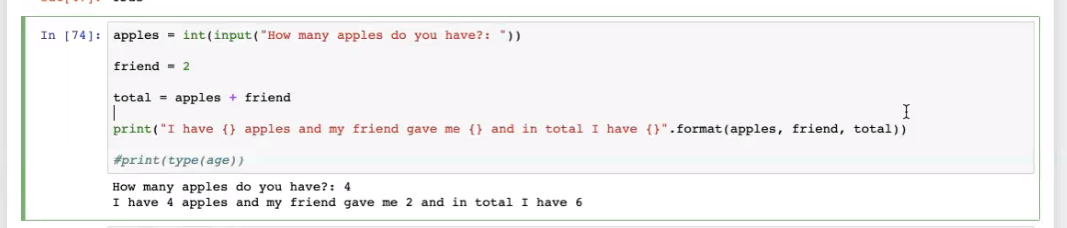 In [74]: apples = int(input("How many apples do you have?: "))
friend = 2
total = apples + friend
print("I have {} apples and my friend gave me {} and in total I have {}".format(apples, friend, total))
#print(type(age))
How many apples do you have?: 4
I have 4 apples and my friend gave me 2 and in total I have 6